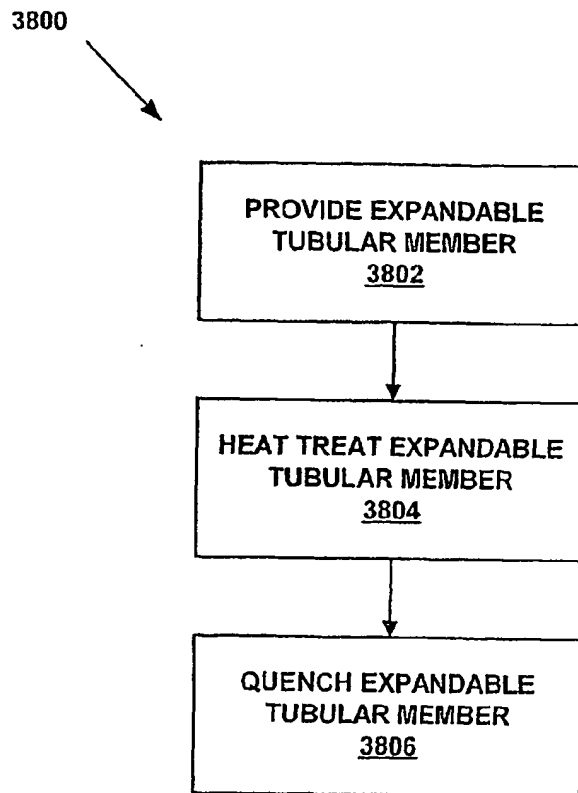 3800
PROVIDE EXPANDABLE
TUBULAR MEMBER
3802
HEAT TREAT EXPANDABLE
TUBULAR MEMBER
3804
QUENCH EXPANDABLE
TUBULAR MEMBER
3806